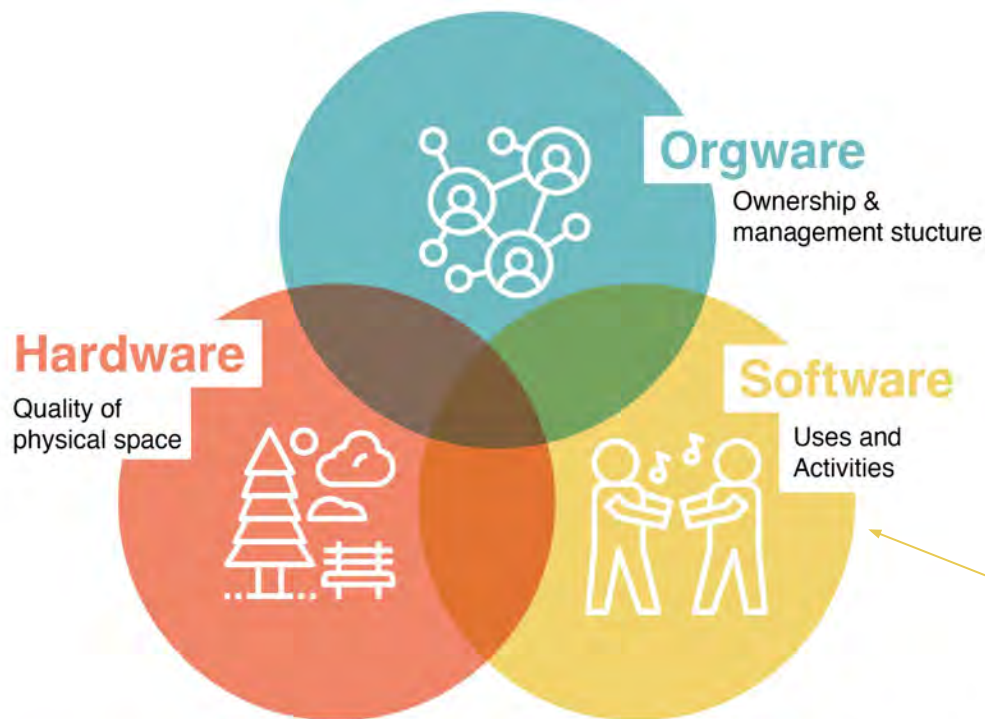 Orgware
Ownership &
management stucture
Hardware
Quality of
physical space
Software
Uses and
Activities